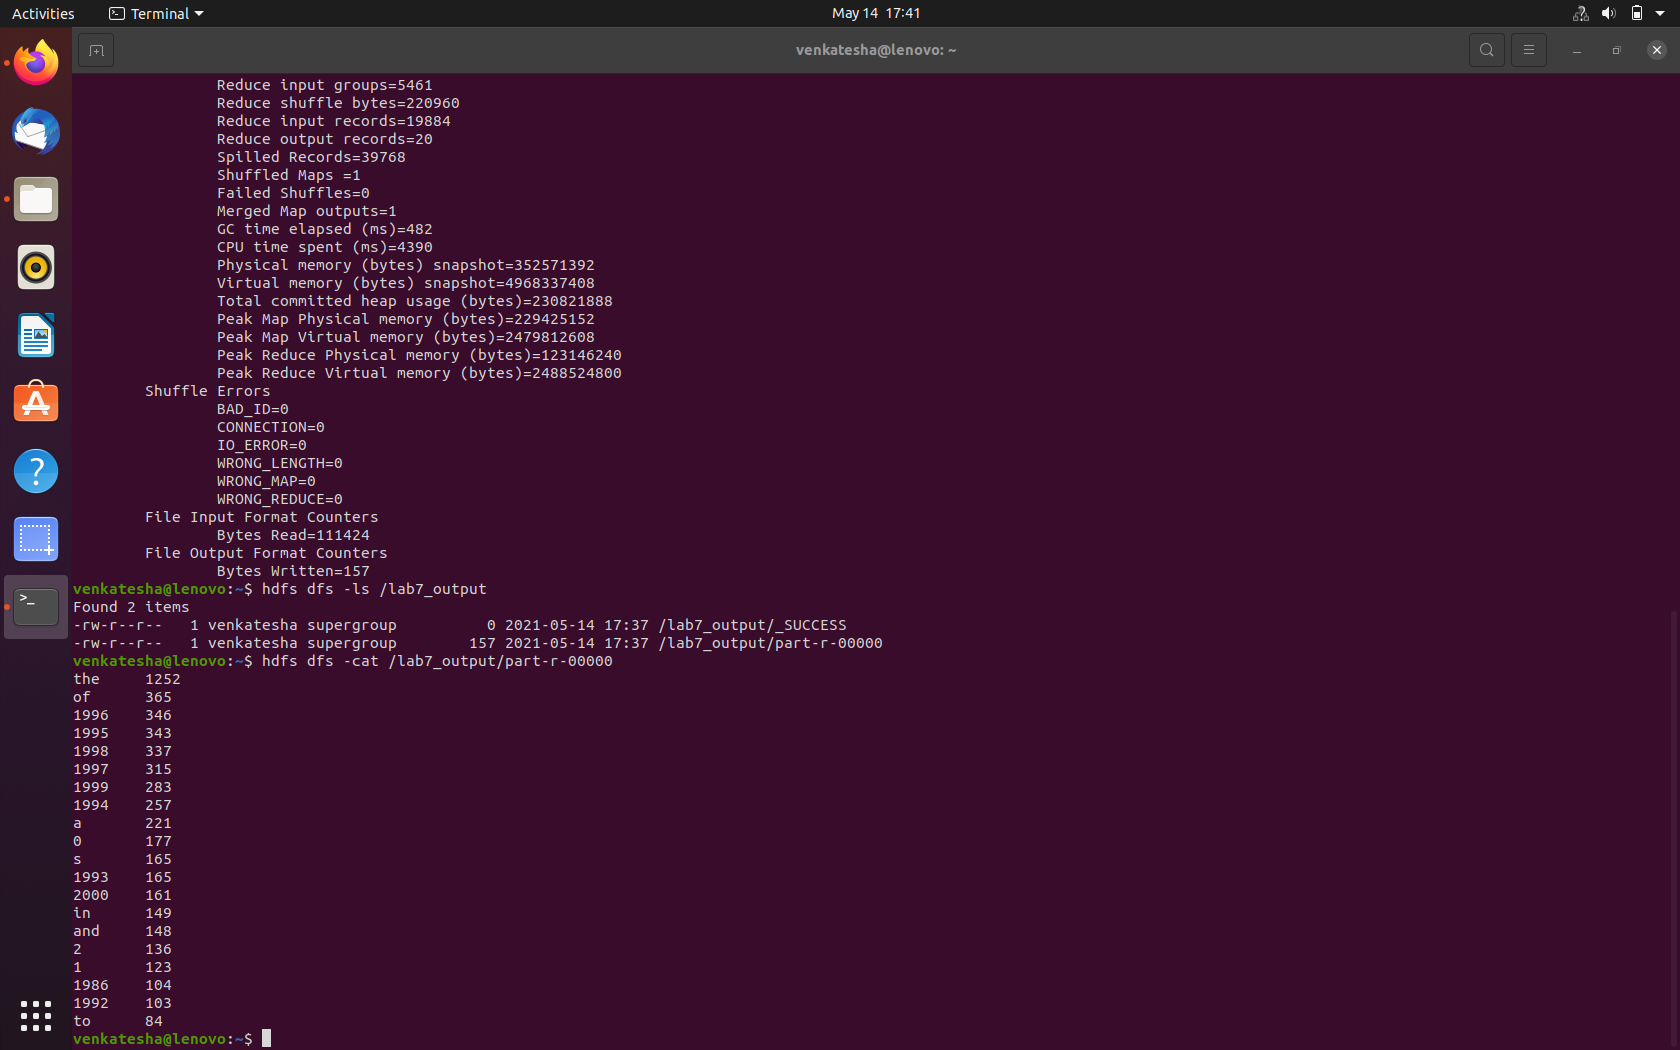 Activities
Terminal
May 14 17:41
venkatesha@lenovo: ~
Reduce input groups=5461
Reduce shuffle bytes=220960
Reduce input records=19884
Reduce output records=20
Spilled Records=39768
Shuffled Maps =1
Failed Shuffles=0
Merged Map outputs=1
GC time elapsed (ms)=482
CPU time spent (ms)=4390
Physical memory (bytes) snapshot=352571392
Virtual memory (bytes) snapshot=4968337408
Total committed heap usage (bytes)=230821888
Peak Map Physical memory (bytes)=229425152
Peak Map Virtual memory (bytes)=2479812608
Peak Reduce Physical memory (bytes)=123146240
Peak Reduce Virtual memory (bytes)=2488524800
Shuffle Errors
BAD_ID=0
CONNECTION=0
IO_ERROR=0
WRONG_LENGTH=0
WRONG_MAP=0
WRONG_REDUCE=0
File Input Format Counters
Bytes Read=111424
File Output Format Counters
Bytes Written=157
venkatesha@lenovo:~$ hdfs dfs -ls /lab7_output
Found 2 items
-rw-r--r--   1 venkatesha supergroup          0 2021-05-14 17:37 /lab7_output/_SUCCESS
-rw-r--r--   1 venkatesha supergroup        157 2021-05-14 17:37 /lab7_output/part-r-00000
venkatesha@lenovo:~$ hdfs dfs -cat /lab7_output/part-r-00000
the     1252
of      365
1996    346
1995    343
1998    337
1997    315
1999    283
1994    257
a       221
0       177
s       165
1993    165
2000    161
in      149
and     148
2       136
1       123
1986    104
1992    103
to      84
venkatesha@lenovo:~$